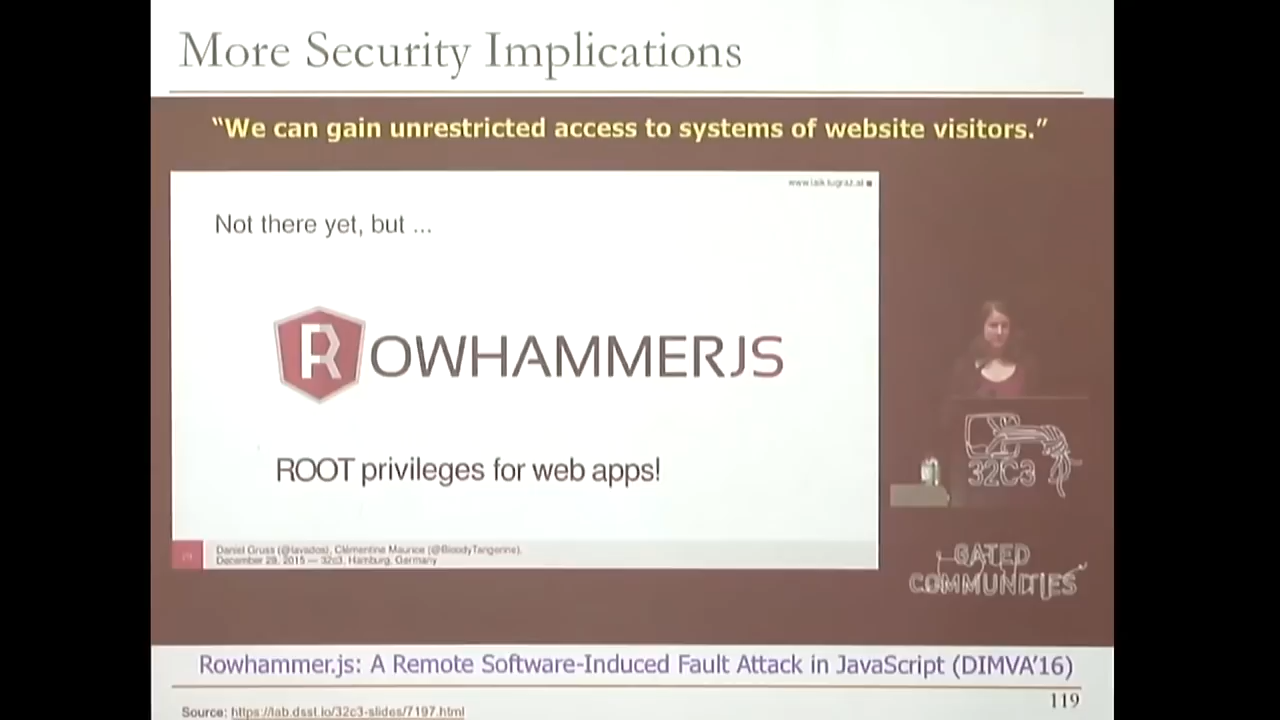 More Security Implications
“We can gain unrestricted access to systems of website visitors.”
www.iaik.tugraz.at
Not there yet, but ...
ROWHAMMERJS
ROOT privileges for web apps!
Daniel Gruss (@lavados), Clémentine Maurice (@BloodyTangerine),
December 28, 2015 — 32c3, Hamburg, Germany
32C3
GATED
COMMUNITIES
Rowhammer.js: A Remote Software-Induced Fault Attack in JavaScript (DIMVA’16)
119
Source: https://lab.dsst.io/32c3-slides/7197.html